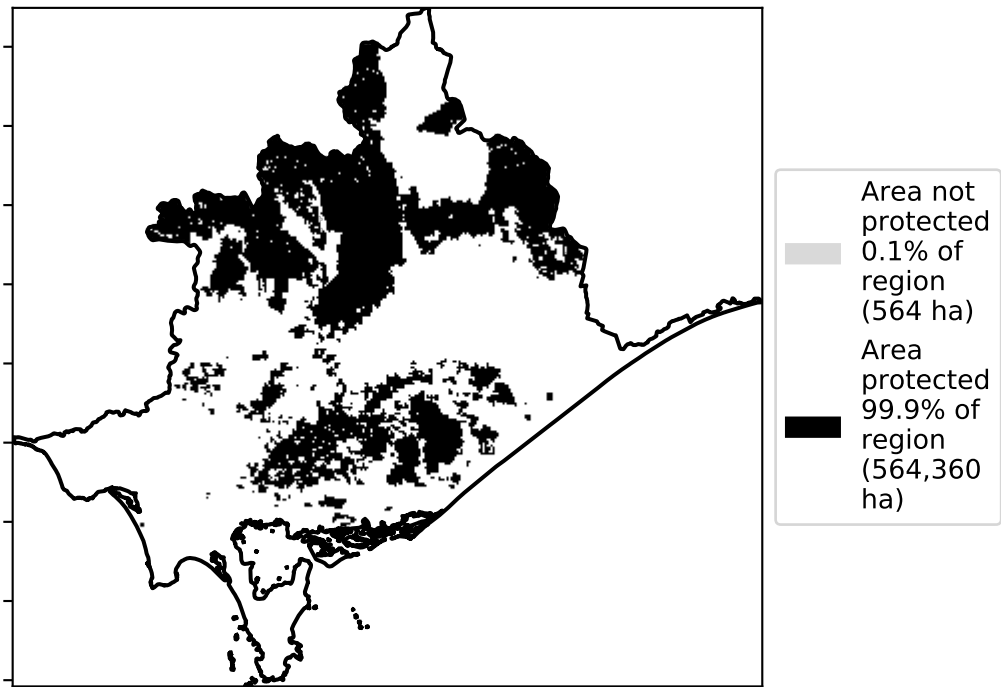 Area not
protected
0.1% of
region
(564 ha)
Area
protected
99.9% of
region
(564,360
ha)